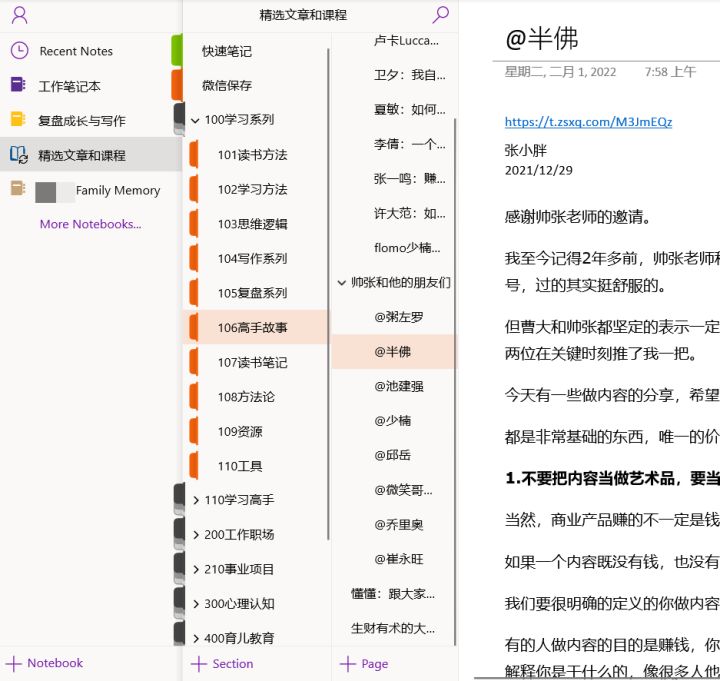 精选文章和课程
Recent Notes
工作笔记本
复盘成长与写作
精选文章和课程
Family Memory
More Notebooks...
Notebook
快速笔记
微信保存
100学习系列
101读书方法
102学习方法
103思维逻辑
104写作系列
105复盘系列
106高手故事
107读书笔记
108方法论
109资源
110工具
110学习高手
200工作职场
210事业项目
300心理认知
400育儿教育
Section
卢卡Lucca...
卫夕：我自...
夏敏：如何...
李倩：一个...
张一鸣：赚...
许大范：如...
flomo少楠...
帅张和他的朋友们
@粥左罗
@半佛
@池建强
@少楠
@邱岳
@微笑哥...
@乔里奥
@崔永旺
懂懂：跟大家...
生财有术的大...
Page
@半佛
星期二, 二月 1, 2022 7:58 上午
https://t.zsxq.com/M3JmEQz
张小胖
2021/12/29
感谢帅张老师的邀请。
我至今记得2年多前，帅张老师
号，过的其实挺舒服的。
但曹大和帅张都坚定的表示一定
两位在关键时刻推了我一把。
今天有一些做内容的分享，希望
都是非常基础的东西，唯一的价
1.不要把内容当做艺术品，要当
当然，商业产品赚的不一定是钱
如果一个内容既没有钱，也没有
我们要很明确的定义的你做内容
有的人做内容的目的是赚钱，你
解释你是干什么的，像很多人他